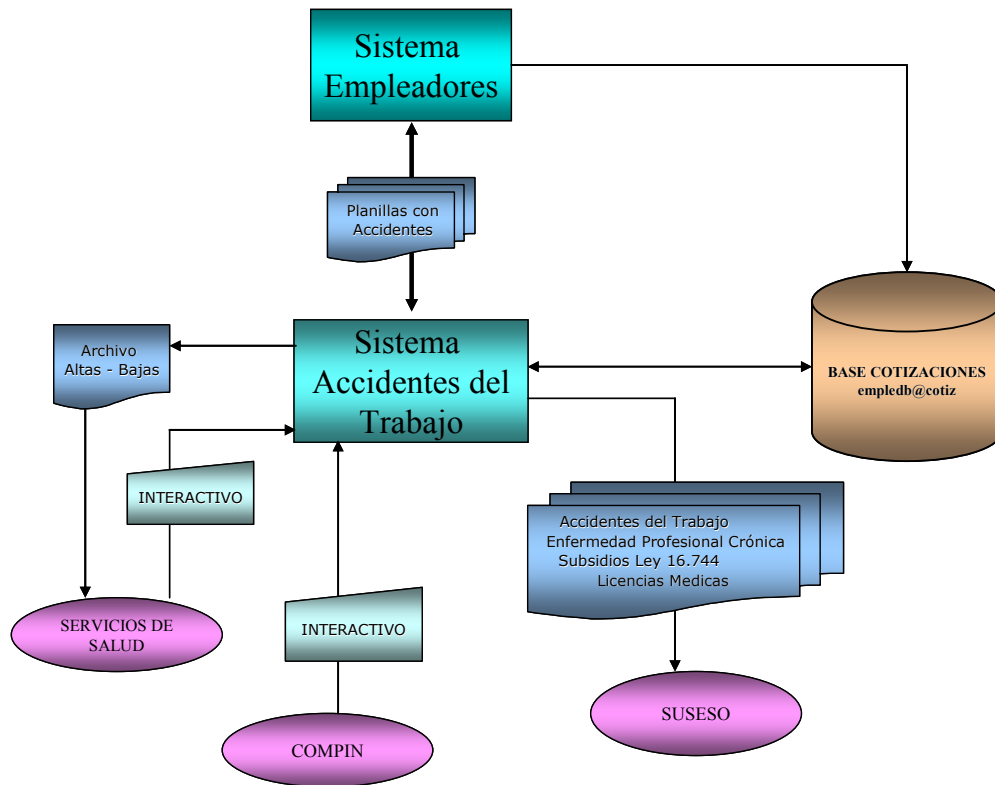 Sistema
Empleadores
Planillas con
Accidentes
Sistema
Accidentes del
Trabajo
Archivo
Altas - Bajas
BASE COTIZACIONES
empledb@cotiz
INTERACTIVO
Accidentes del Trabajo
Enfermedad Profesional Crónica
Subsidios Ley 16.744
Licencias Medicas
SERVICIOS DE
SALUD
INTERACTIVO
SUSESO
COMPIN